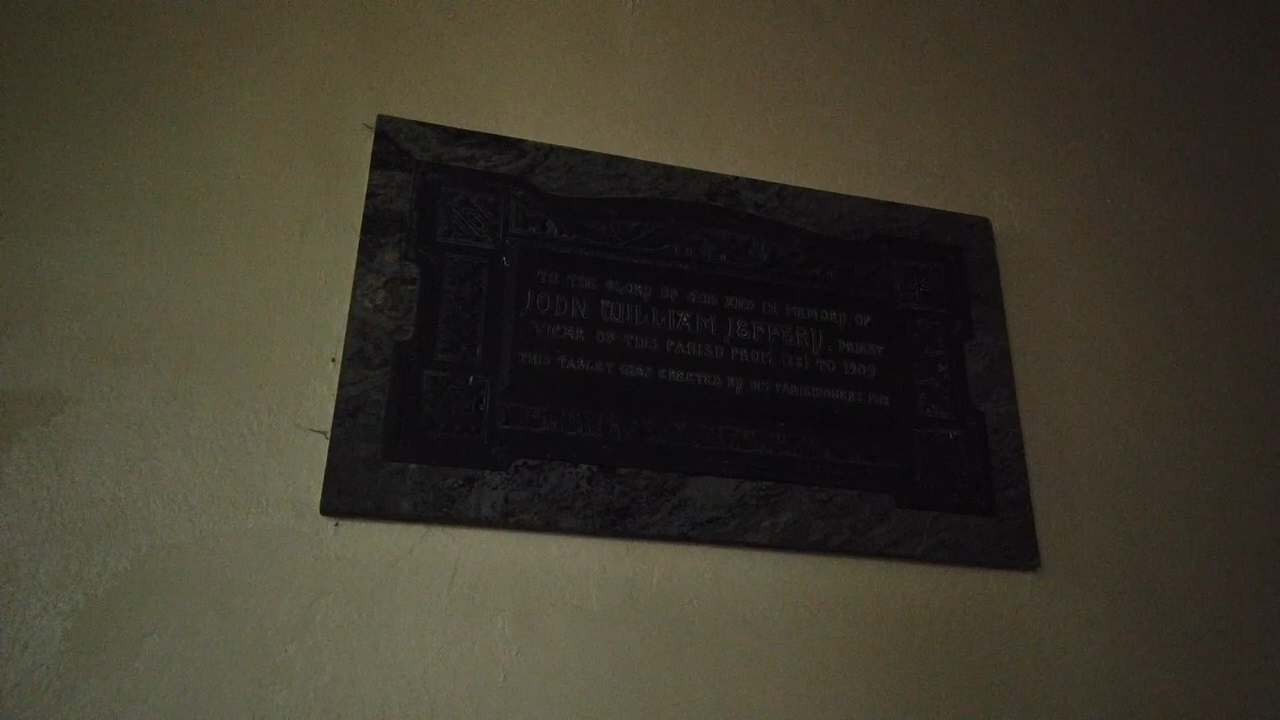 TO THE GLORY OF GOD AND IN MEMORY OF
JOHN WILLIAM JEFFERY, PRIEST
VICAR OF THIS PARISH FROM TO 1909
THIS TABLET WAS ERECTED BY HIS PARISHIONERS 1912